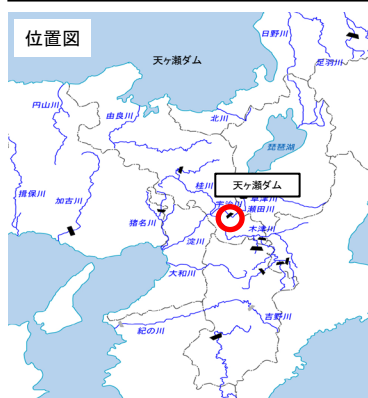 位置図
天ヶ瀬ダム
日野川
足羽川
円山川
由良川
北川
琵琶湖
桂川
天ヶ瀬ダム
草津川
宇治川
瀬田川
揖保川
加古川
猪名川
淀川
木津川
大和川
紀の川
吉野川